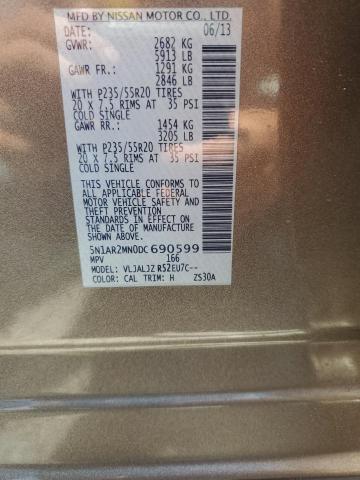 MFD BY NISSAN MOTOR CO., LTD.
DATE: 06/13
GVWR: 2682 KG
5913 LB
GAWR FR.: 1291 KG
2846 LB
WITH P235/55R20 TIRES
20 X 7.5 RIMS AT 35 PSI
COLD SINGLE
GAWR RR.: 1454 KG
3205 LB
WITH P235/55R20 TIRES
20 X 7.5 RIMS AT 35 PSI
COLD SINGLE
THIS VEHICLE CONFORMS TO
ALL APPLICABLE FEDERAL
MOTOR VEHICLE SAFETY AND
THEFT PREVENTION
STANDARDS IN EFFECT ON
THE DATE OF MANUFACTURE
SHOWN ABOVE.
5N1AR2MN0DC690599
MPV 166
MODEL: VLJALJZ R52EU7C--
COLOR: CAL TRIM: H ZS30A